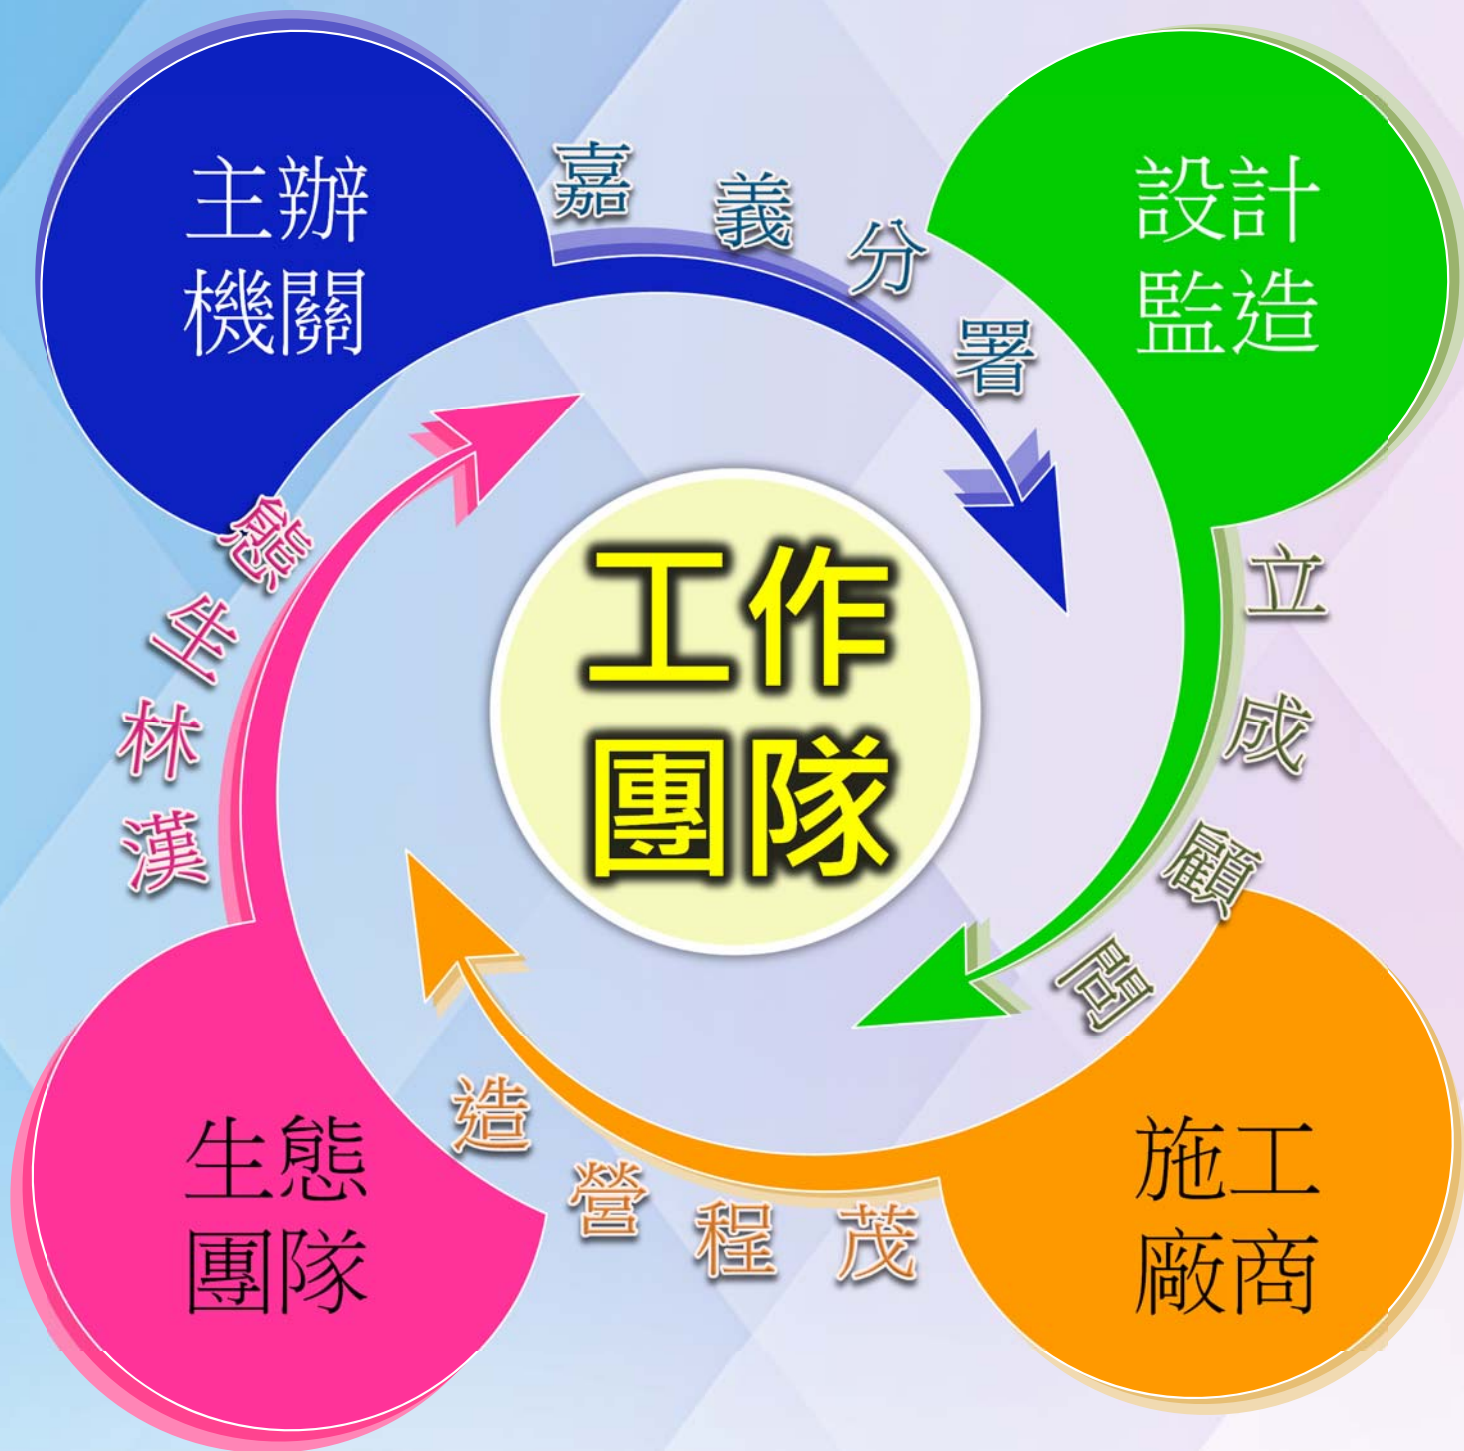 主辦
機關
嘉義分署
設計
監造
立成顧問
施工
廠商
茂程營造
生態
團隊
漢林生態
工作
團隊